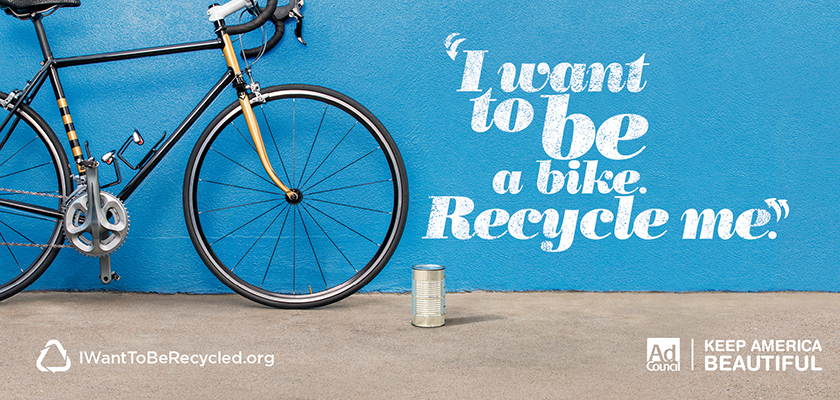 “I want
to be
a bike.
Recycle me.”
IWantToBeRecycled.org
Ad
Council
KEEP AMERICA
BEAUTIFUL